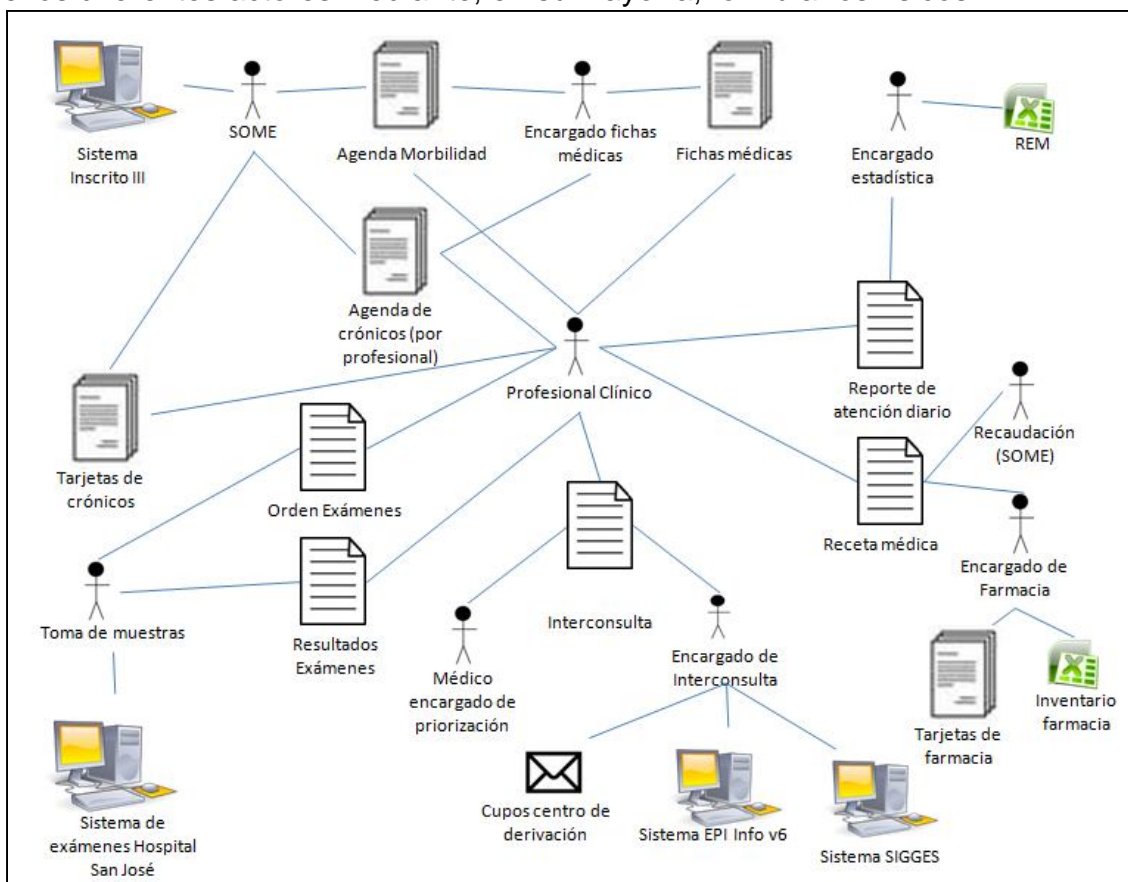 Sistema
Inscrito III
SOME
Agenda Morbilidad
Encargado fichas
médicas
Fichas médicas
Encargado
estadística
REM
Agenda de
crónicos (por
profesional)
Profesional Clínico
Reporte de
atención diario
Recaudación
(SOME)
Tarjetas de
crónicos
Orden Exámenes
Receta médica
Encargado de
Farmacia
Toma de muestras
Resultados
Exámenes
Interconsulta
Médico
encargado de
priorización
Encargado de
Interconsulta
Tarjetas de
farmacia
Inventario
farmacia
Sistema de
exámenes Hospital
San José
Cupos centro de
derivación
Sistema EPI Info v6
Sistema SIGGES